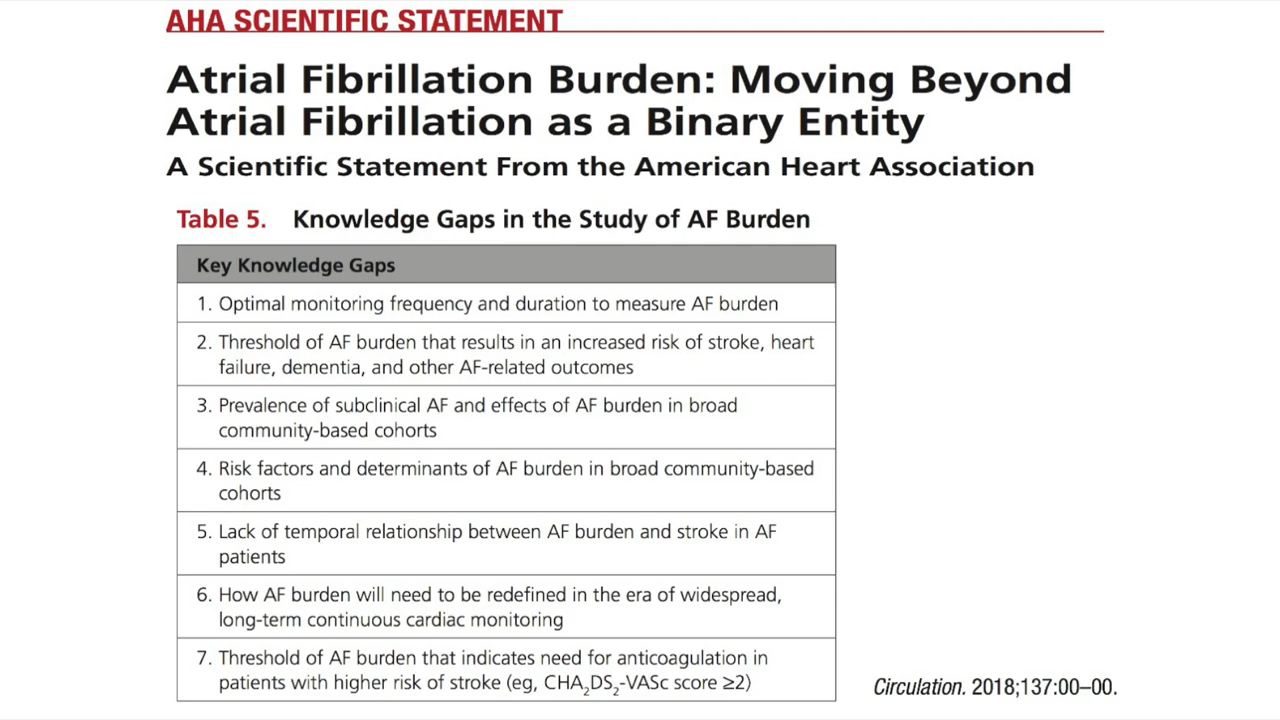 AHA SCIENTIFIC STATEMENT
Atrial Fibrillation Burden: Moving Beyond
Atrial Fibrillation as a Binary Entity
A Scientific Statement From the American Heart Association
Table 5. Knowledge Gaps in the Study of AF Burden
Key Knowledge Gaps
1. Optimal monitoring frequency and duration to measure AF burden
2. Threshold of AF burden that results in an increased risk of stroke, heart
failure, dementia, and other AF-related outcomes
3. Prevalence of subclinical AF and effects of AF burden in broad
community-based cohorts
4. Risk factors and determinants of AF burden in broad community-based
cohorts
5. Lack of temporal relationship between AF burden and stroke in AF
patients
6. How AF burden will need to be redefined in the era of widespread,
long-term continuous cardiac monitoring
7. Threshold of AF burden that indicates need for anticoagulation in
patients with higher risk of stroke (eg, CHA₂DS₂-VASc score ≥2)
Circulation. 2018;137:00–00.